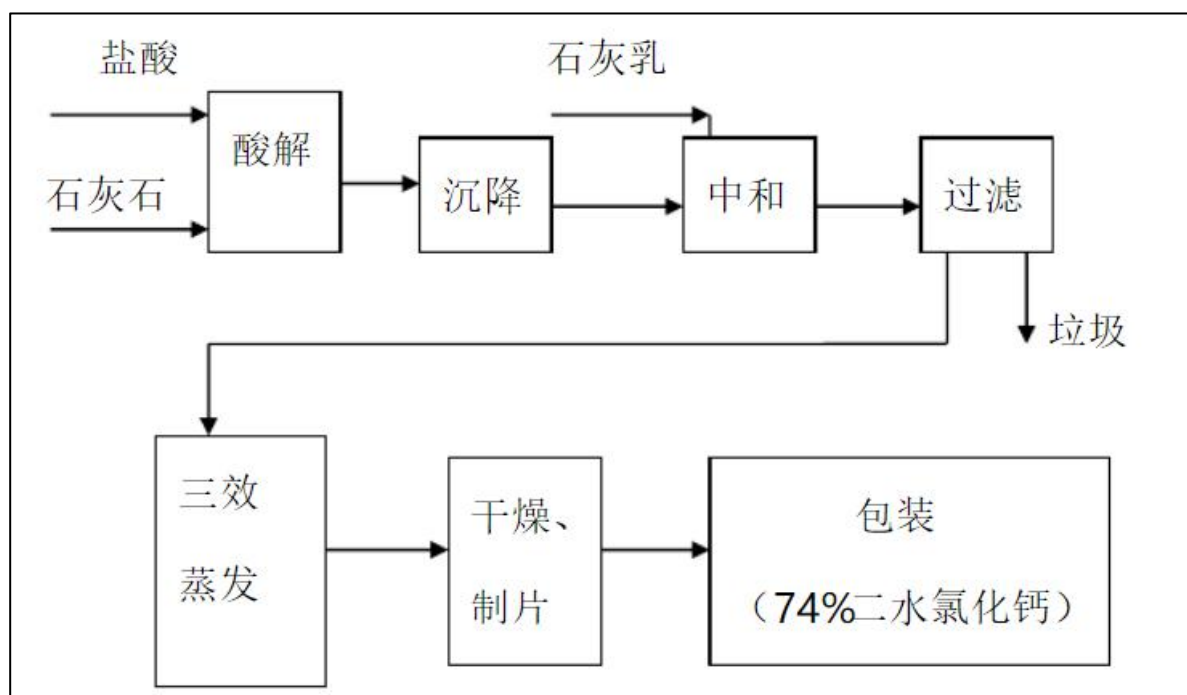 盐酸
石灰乳
酸解
石灰石
沉降
中和
过滤
垃圾
三效
蒸发
干燥、
制片
包装
（74%二水氯化钙）